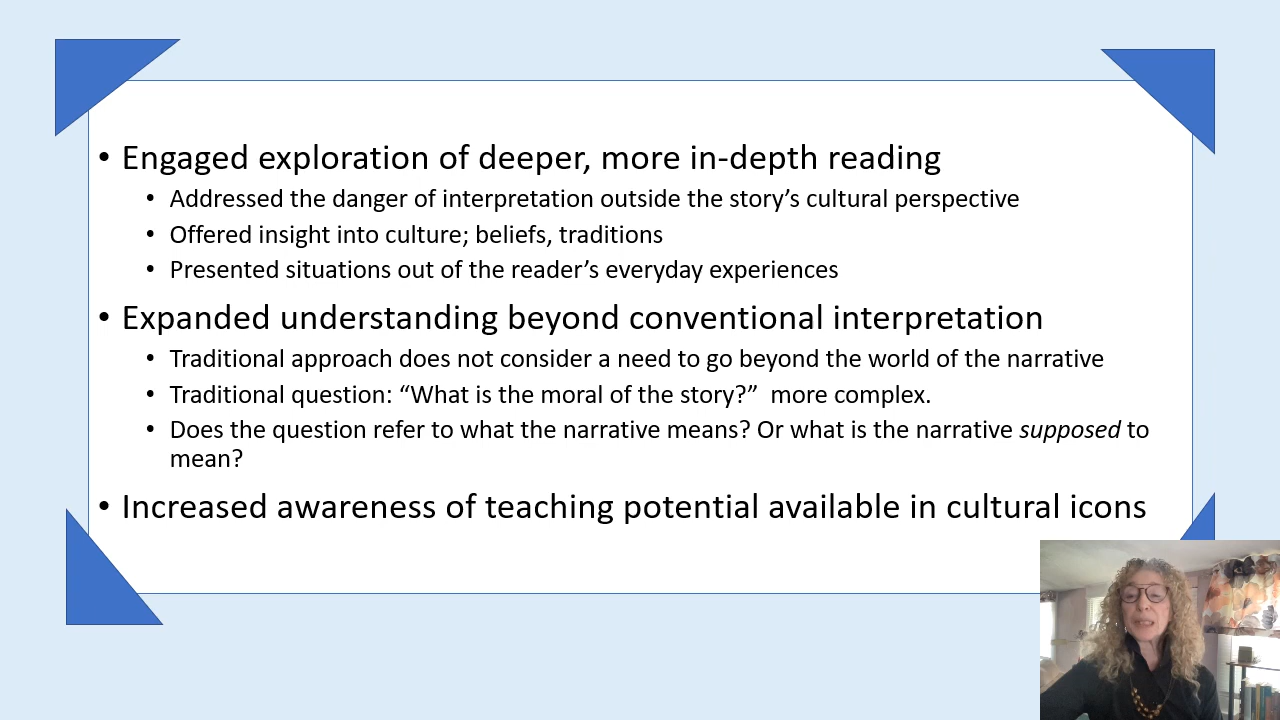 • Engaged exploration of deeper, more in-depth reading
• Addressed the danger of interpretation outside the story’s cultural perspective
• Offered insight into culture; beliefs, traditions
• Presented situations out of the reader’s everyday experiences
• Expanded understanding beyond conventional interpretation
• Traditional approach does not consider a need to go beyond the world of the narrative
• Traditional question: “What is the moral of the story?”  more complex.
• Does the question refer to what the narrative means? Or what is the narrative supposed to
mean?
• Increased awareness of teaching potential available in cultural icons